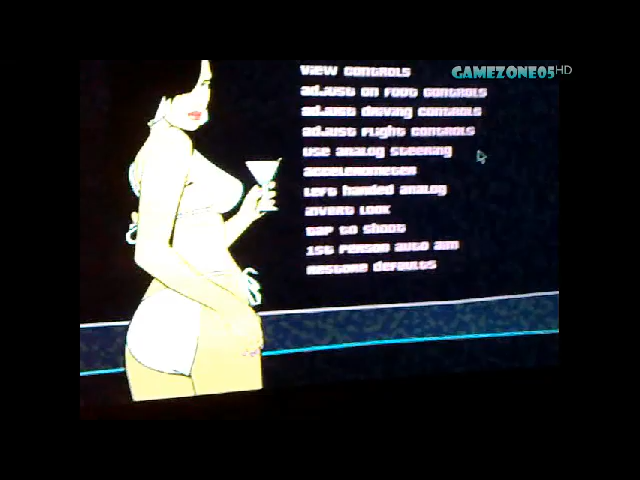 VIEW CONTROLS
GAMEZONE05HD
ADJUST ON FOOT CONTROLS
ADJUST DRIVING CONTROLS
ADJUST FLIGHT CONTROLS
USE ANALOG STEERING
ACCELEROMETER
LEFT HANDED ANALOG
INVERT LOOK
TAP TO SHOOT
1ST PERSON AUTO AIM
RESTORE DEFAULTS